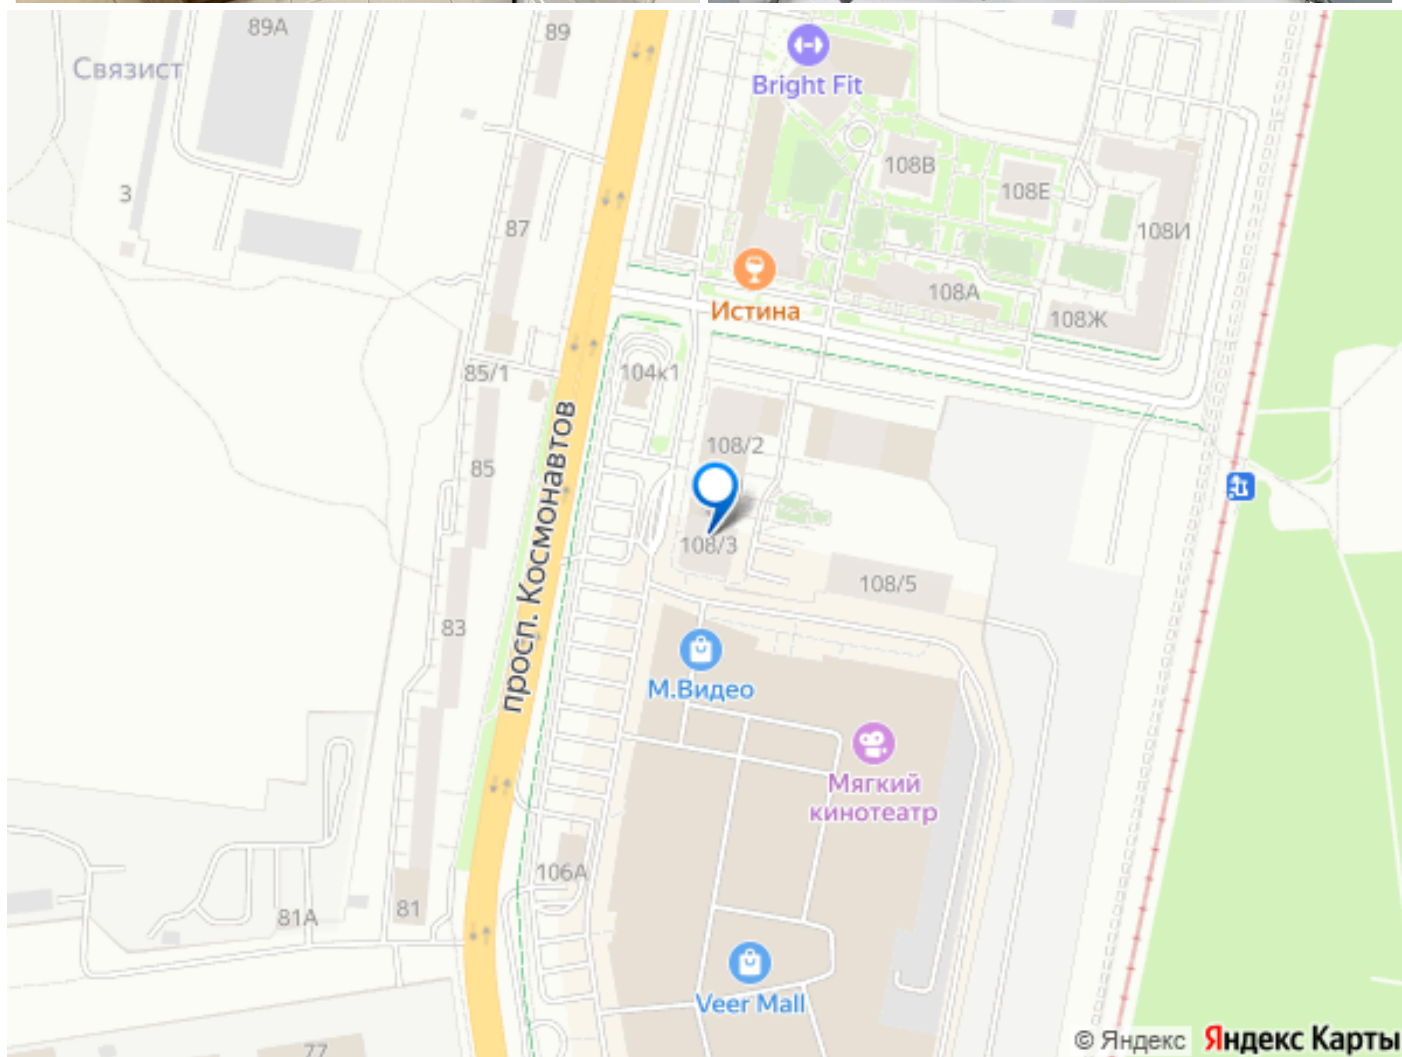 89А
89
Связист
Bright Fit
108В
108Е
3
87
108И
Истина
108А
108Ж
85/1
104к1
просп. Космонавтов
108/2
85
108/3
108/5
83
М.Видео
Мягкий
кинотеатр
106А
81
81А
Veer Mall
77
© Яндекс Яндекс Карты